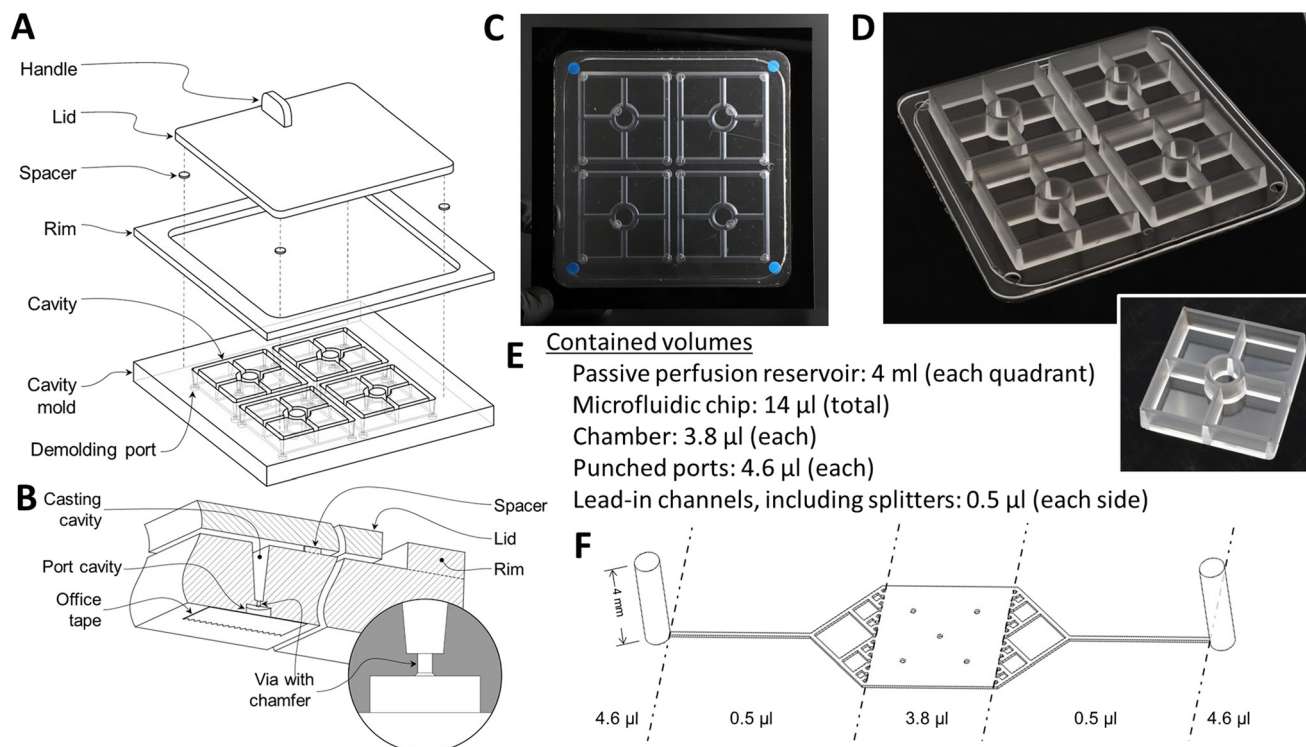 A
Handle
Lid
Spacer
Rim
Cavity
Cavity
mold
Demolding port
B
Casting
cavity
Port cavity
Office
tape
Via with
chamfer
Spacer
Lid
Rim
C
D
E
Contained volumes
Passive perfusion reservoir: 4 ml (each quadrant)
Microfluidic chip: 14 µl (total)
Chamber: 3.8 µl (each)
Punched ports: 4.6 µl (each)
Lead-in channels, including splitters: 0.5 µl (each side)
F
4 mm
4.6 µl
0.5 µl
3.8 µl
0.5 µl
4.6 µl